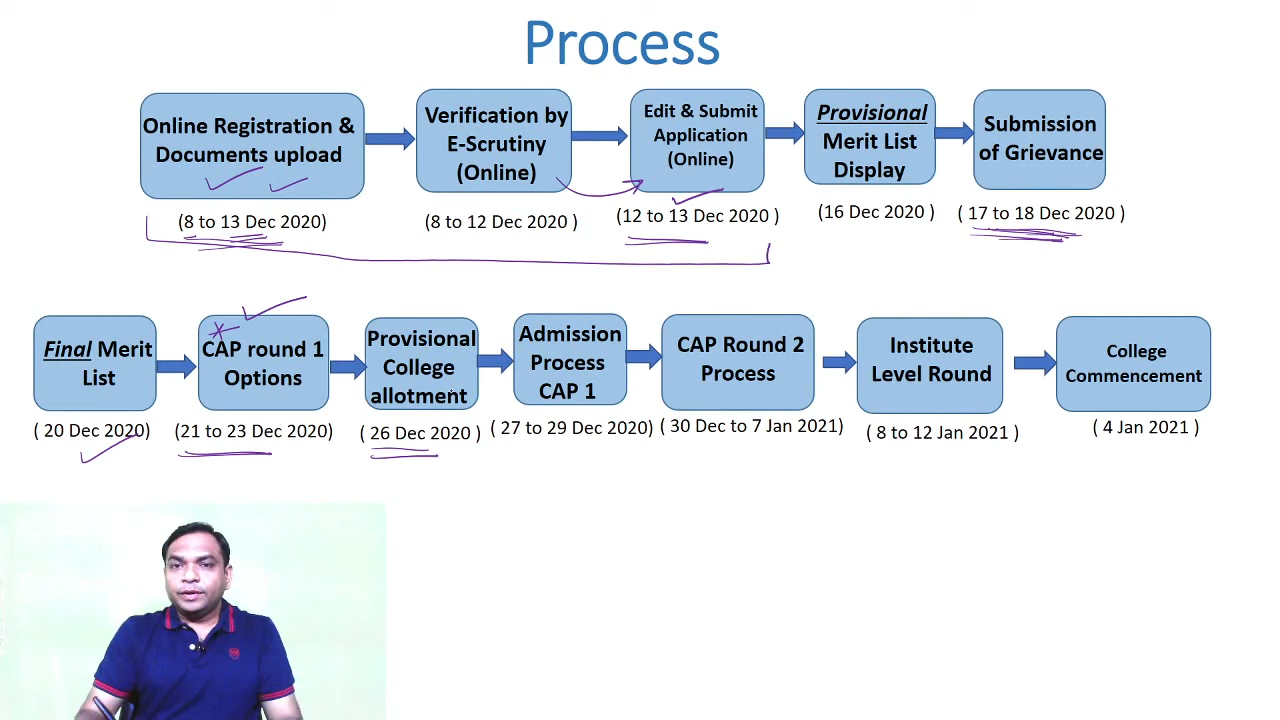 Process
Online Registration &
Documents upload
(8 to 13 Dec 2020)
Verification by
E-Scrutiny
(Online)
(8 to 12 Dec 2020 )
Edit & Submit
Application
(Online)
(12 to 13 Dec 2020 )
Provisional
Merit List
Display
(16 Dec 2020 )
Submission
of Grievance
( 17 to 18 Dec 2020 )
Final Merit
List
( 20 Dec 2020)
CAP round 1
Options
(21 to 23 Dec 2020)
Provisional
College
allotment
( 26 Dec 2020 )
Admission
Process
CAP 1
( 27 to 29 Dec 2020)
CAP Round 2
Process
( 30 Dec to 7 Jan 2021)
Institute
Level Round
( 8 to 12 Jan 2021 )
College
Commencement
( 4 Jan 2021 )